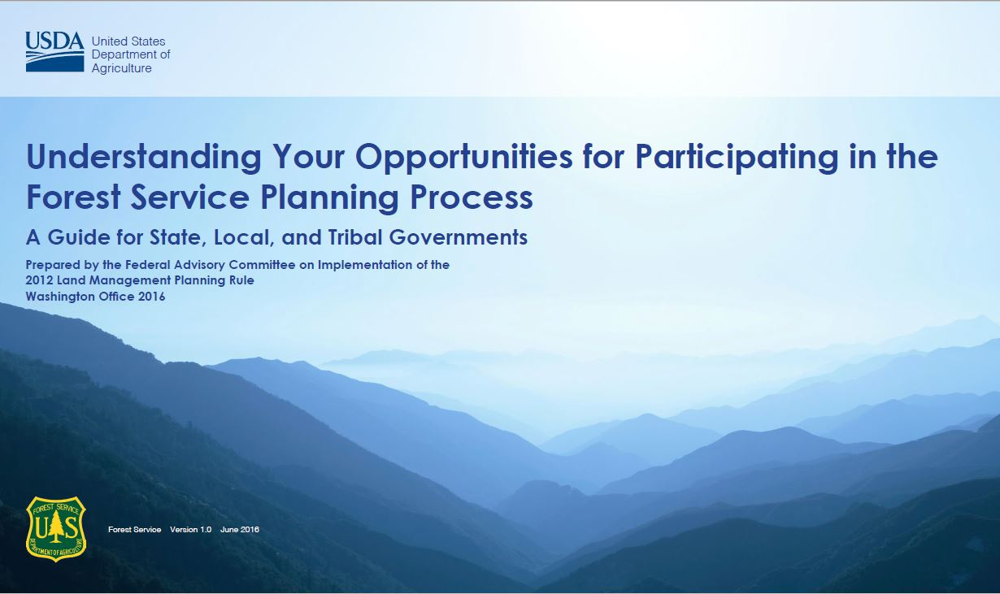 USDA
United States
Department of
Agriculture
Understanding Your Opportunities for Participating in the
Forest Service Planning Process
A Guide for State, Local, and Tribal Governments
Prepared by the Federal Advisory Committee on Implementation of the
2012 Land Management Planning Rule
Washington Office 2016
FOREST SERVICE
U S
DEPARTMENT OF AGRICULTURE
Forest Service Version 1.0 June 2016